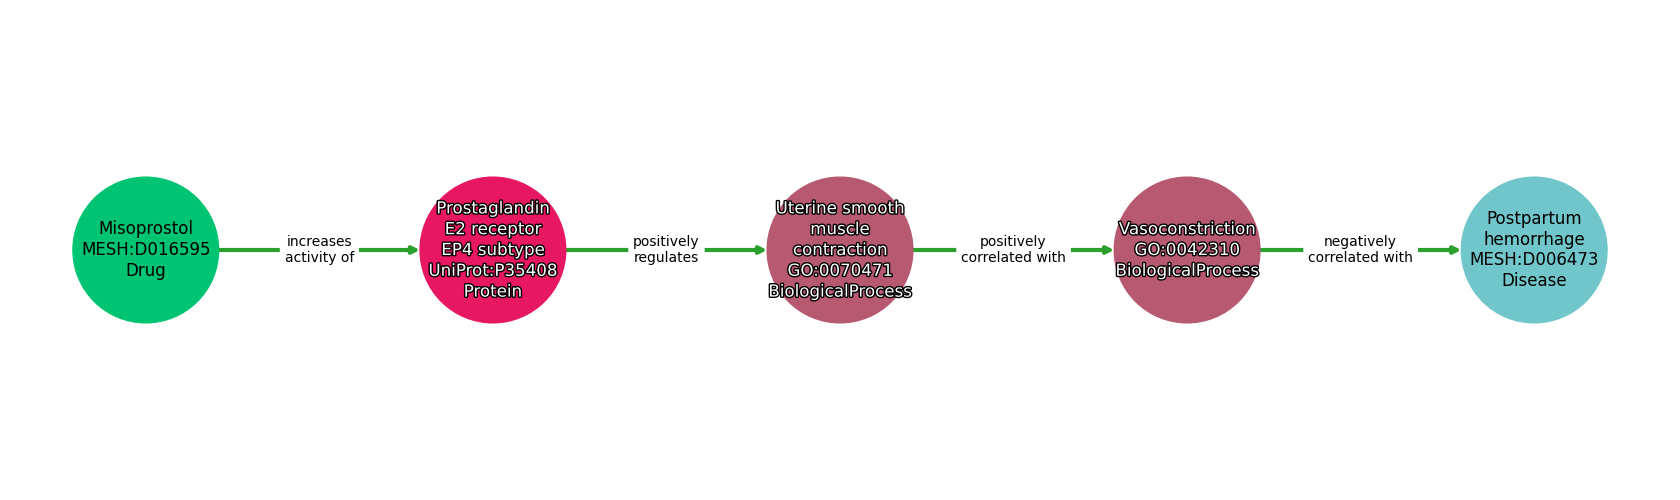 Misoprostol
MESH:D016595
Drug
increases
activity of
Prostaglandin
E2 receptor
EP4 subtype
UniProt:P35408
Protein
positively
regulates
Uterine smooth
muscle
contraction
GO:0070471
BiologicalProcess
positively
correlated with
Vasoconstriction
GO:0042310
BiologicalProcess
negatively
correlated with
Postpartum
hemorrhage
MESH:D006473
Disease